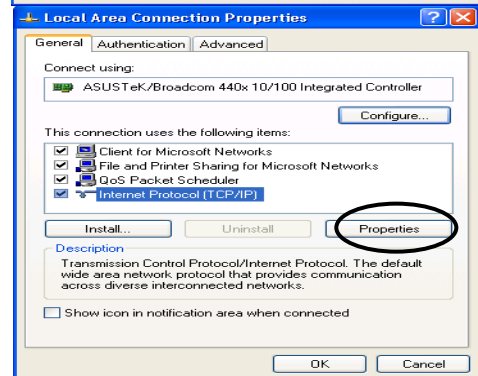 Local Area Connection Properties
General Authentication Advanced
Connect using:
ASUSTeK/Broadcom 440x 10/100 Integrated Controller
Configure...
This connection uses the following items:
Client for Microsoft Networks
File and Printer Sharing for Microsoft Networks
QoS Packet Scheduler
Internet Protocol (TCP/IP)
Install... Uninstall Properties
Description
Transmission Control Protocol/Internet Protocol. The default
wide area network protocol that provides communication
across diverse interconnected networks.
Show icon in notification area when connected
OK Cancel